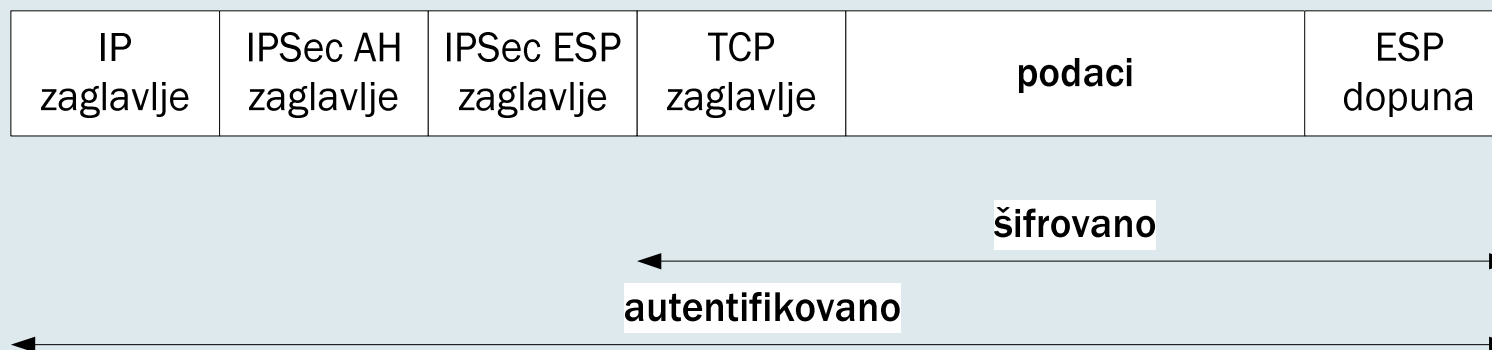 IP
zaglavlje
IPSec AH
zaglavlje
IPSec ESP
zaglavlje
TCP
zaglavlje
podaci
ESP
dopuna
šifrovano
autentifikovano